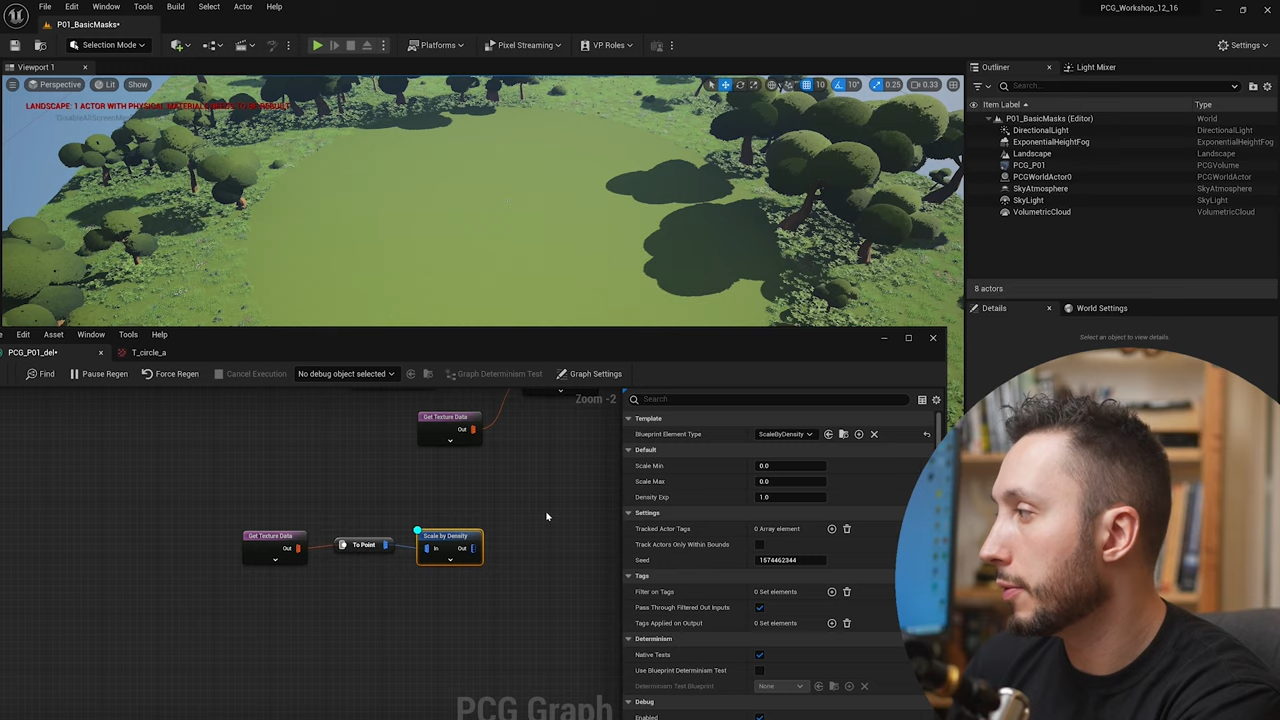 File Edit Window Tools Build Select Actor Help
PCG_Workshop_12_16
P01_BasicMasks*
Selection Mode
Platforms
Pixel Streaming
VP Roles
Settings
Viewport 1
Outliner
Light Mixer
Perspective
Lit
Show
10
10°
0.25
0.33
Search...
Item Label
Type
P01_BasicMasks (Editor)
World
DirectionalLight
DirectionalLight
ExponentialHeightFog
ExponentialHeightFog
Landscape
Landscape
PCG_P01
PCGVolume
PCGWorldActor0
PCGWorldActor
SkyAtmosphere
SkyAtmosphere
SkyLight
SkyLight
VolumetricCloud
VolumetricCloud
8 actors
Details
World Settings
Select an object to view details.
LANDSCAPE: 1 ACTOR WITH PHYSICAL MATERIAL
Edit Asset Window Tools Help
PCG_P01_del*
T_circle_a
Find
Pause Regen
Force Regen
Cancel Execution
No debug object selected
Graph Determinism Test
Graph Settings
Zoom -2
Get Texture Data
Out
Get Texture Data
Out
To Point
Scale by Density
In
Out
PCG Graph
Search
Template
Blueprint Element Type
ScaleByDensity
Default
Scale Min
0.0
Scale Max
0.0
Density Exp
1.0
Settings
Tracked Actor Tags
0 Array element
Track Actors Only Within Bounds
Seed
1574462344
Tags
Filter on Tags
0 Set elements
Pass Through Filtered Out Inputs
Tags Applied on Output
0 Set elements
Determinism
Native Tests
Use Blueprint Determinism Test
Determinism Test Blueprint
None
Debug
Enabled